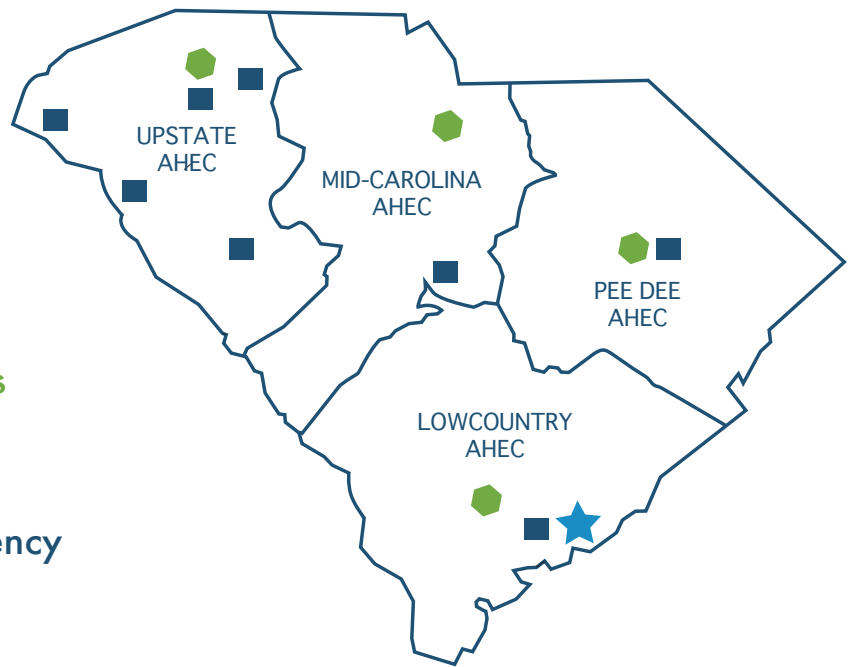 UPSTATE
AHEC
MID-CAROLINA
AHEC
PEE DEE
AHEC
s
LOWCOUNTRY
AHEC
ency